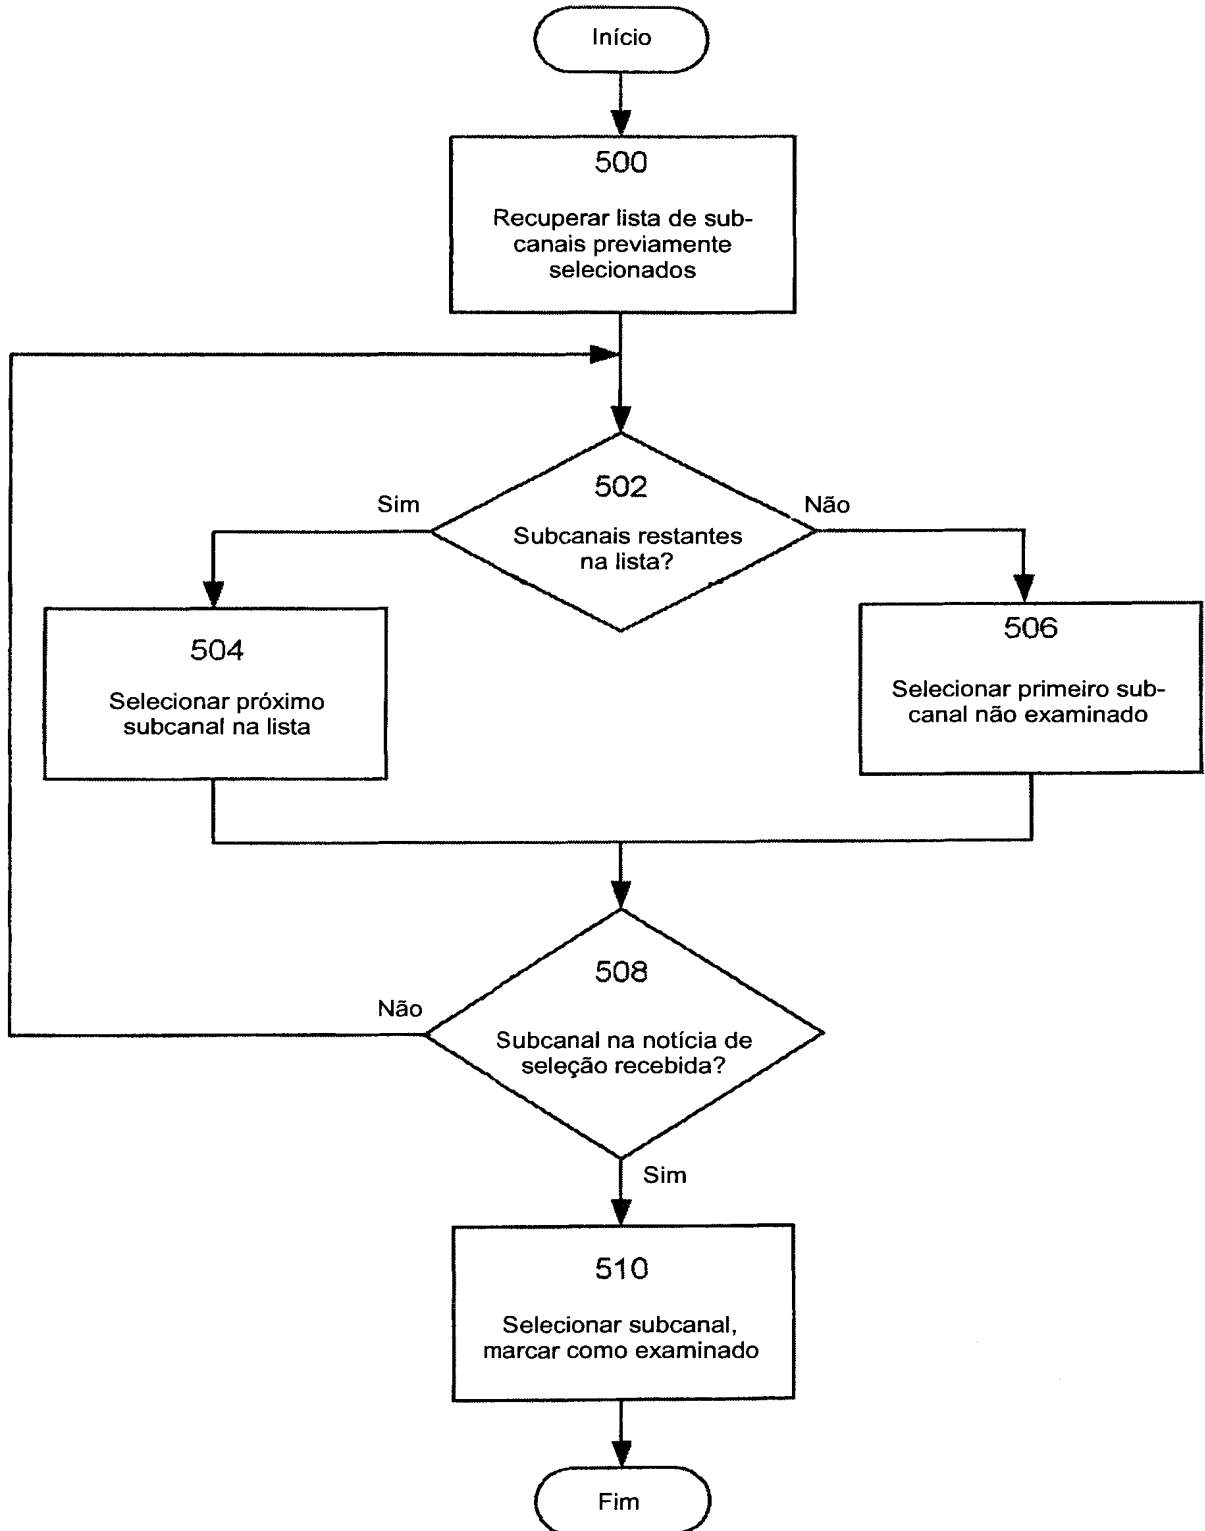 Início
500
Recuperar lista de sub-
canais previamente
selecionados
502
Sim
Não
Subcanais restantes
na lista?
504
Selecionar próximo
subcanal na lista
506
Selecionar primeiro sub-
canal não examinado
508
Não
Subcanal na notícia de
seleção recebida?
Sim
510
Selecionar subcanal,
marcar como examinado
Fim